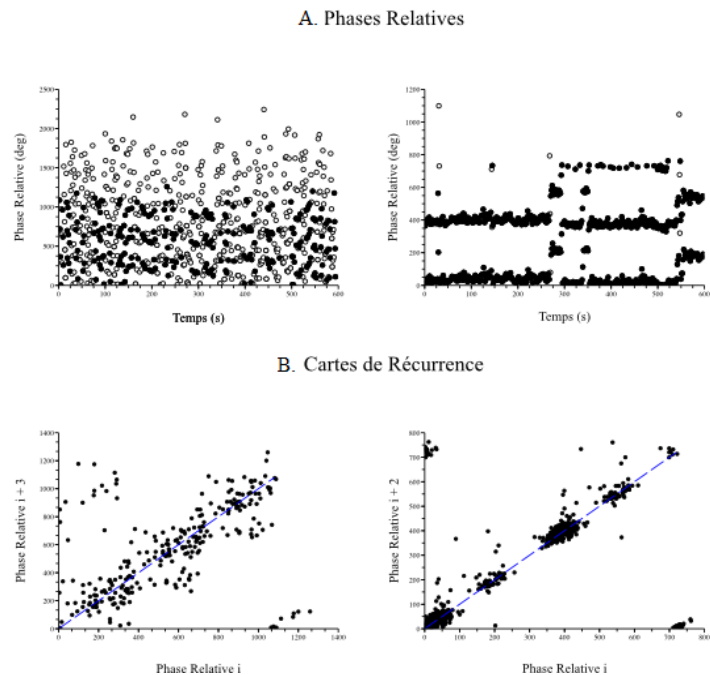 A. Phases Relatives
Phase Relative (deg)
2500
2000
1500
1000
500
0
0 100 200 300 400 500 600
Temps (s)
Phase Relative (deg)
1200
1000
800
600
400
200
0
0 100 200 300 400 500 600
Temps (s)
B. Cartes de Récurrence
Phase Relative i + 3
1400
1200
1000
800
600
400
200
0
0 200 400 600 800 1000 1200 1400
Phase Relative i
Phase Relative i + 2
800
700
600
500
400
300
200
100
0
0 100 200 300 400 500 600 700 800
Phase Relative i